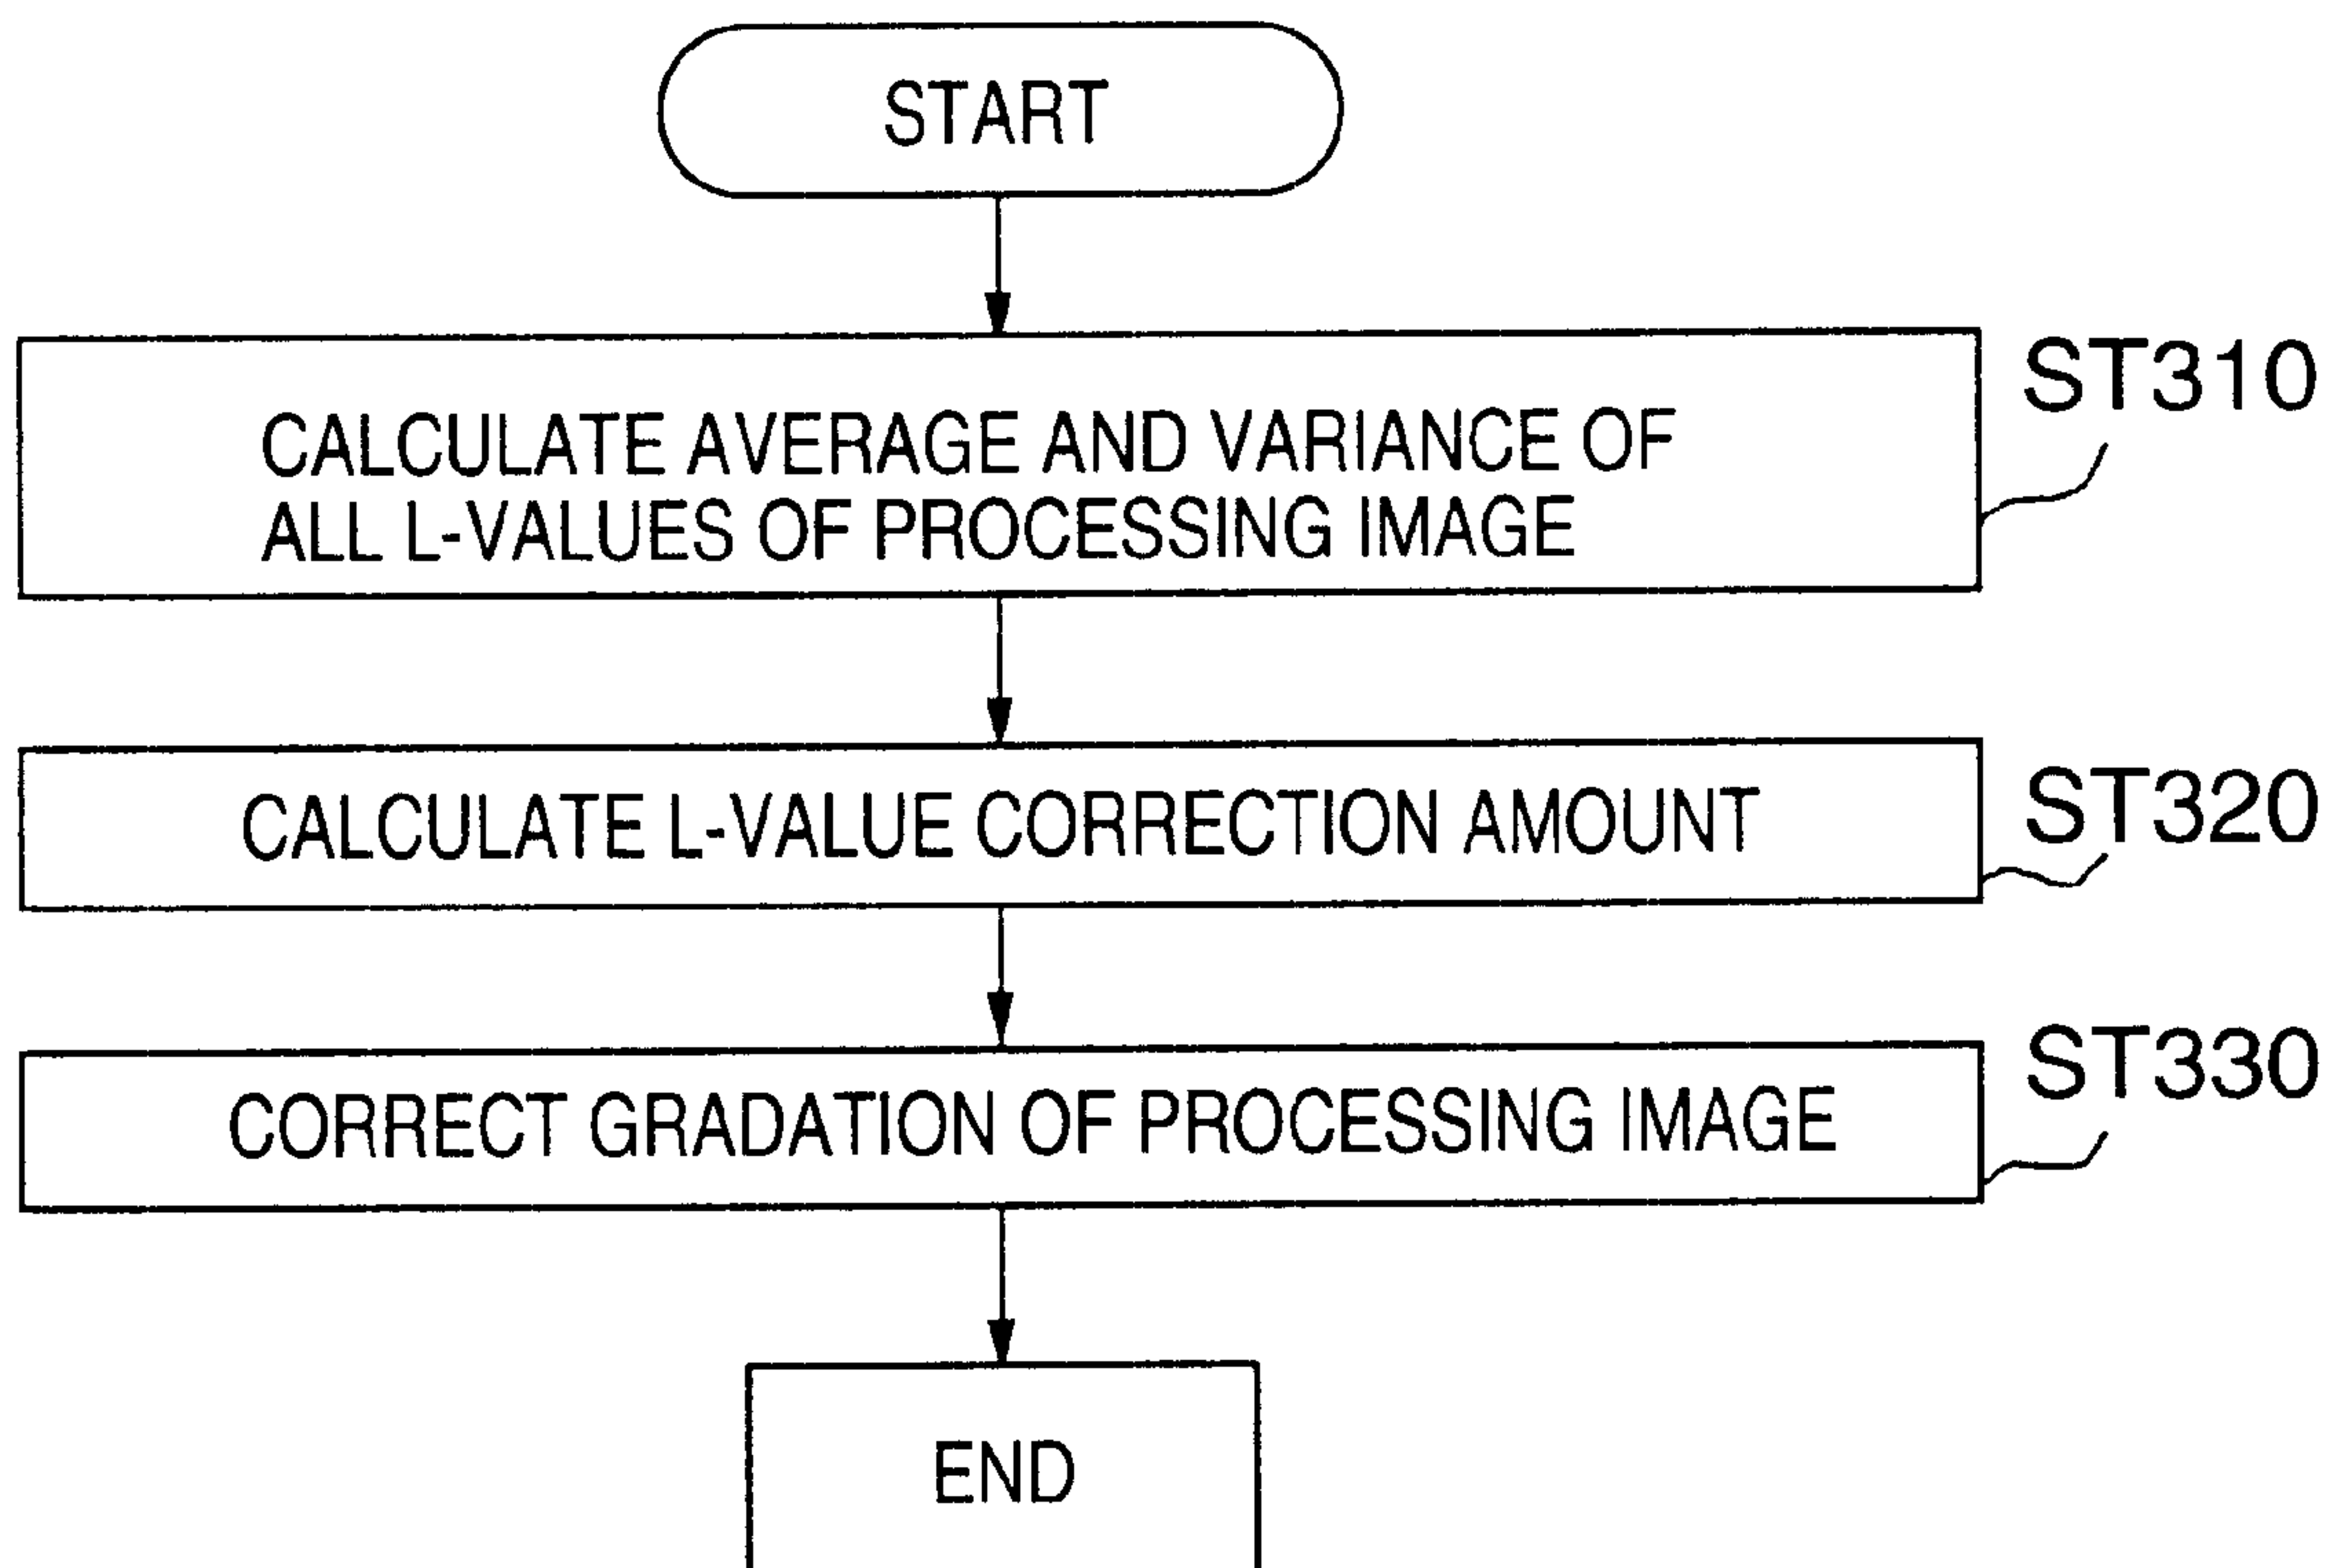 START
CALCULATE AVERAGE AND VARIANCE OF
ALL L-VALUES OF PROCESSING IMAGE
ST310
CALCULATE L-VALUE CORRECTION AMOUNT
ST320
CORRECT GRADATION OF PROCESSING IMAGE
ST330
END